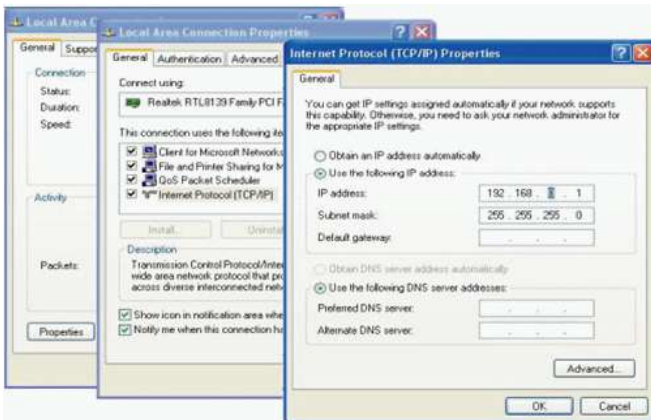 Local Area C
General Suppor
Connection
Status:
Duration:
Speed:
Activity
Packets:
Properties
Local Area Connection Properties
General Authentication Advanced
Connect using:
Realtek RTL8139 Family PCI F
This connection uses the following ite
Client for Microsoft Networks
File and Printer Sharing for M
QoS Packet Scheduler
Internet Protocol (TCP/IP)
Install... Uninstal
Description
Transmission Control Protocol/Inter
wide area network protocol that pro
across diverse interconnected netw
Show icon in notification area whe
Notify me when this connection ha
Internet Protocol (TCP/IP) Properties
General
You can get IP settings assigned automatically if your network supports
this capability. Otherwise, you need to ask your network administrator for
the appropriate IP settings.
Obtain an IP address automatically
Use the following IP address:
IP address: 192 . 168 . 0 . 1
Subnet mask: 255 . 255 . 255 . 0
Default gateway: . . .
Obtain DNS server address automatically
Use the following DNS server addresses:
Preferred DNS server: . . .
Alternate DNS server: . . .
Advanced...
OK Cancel